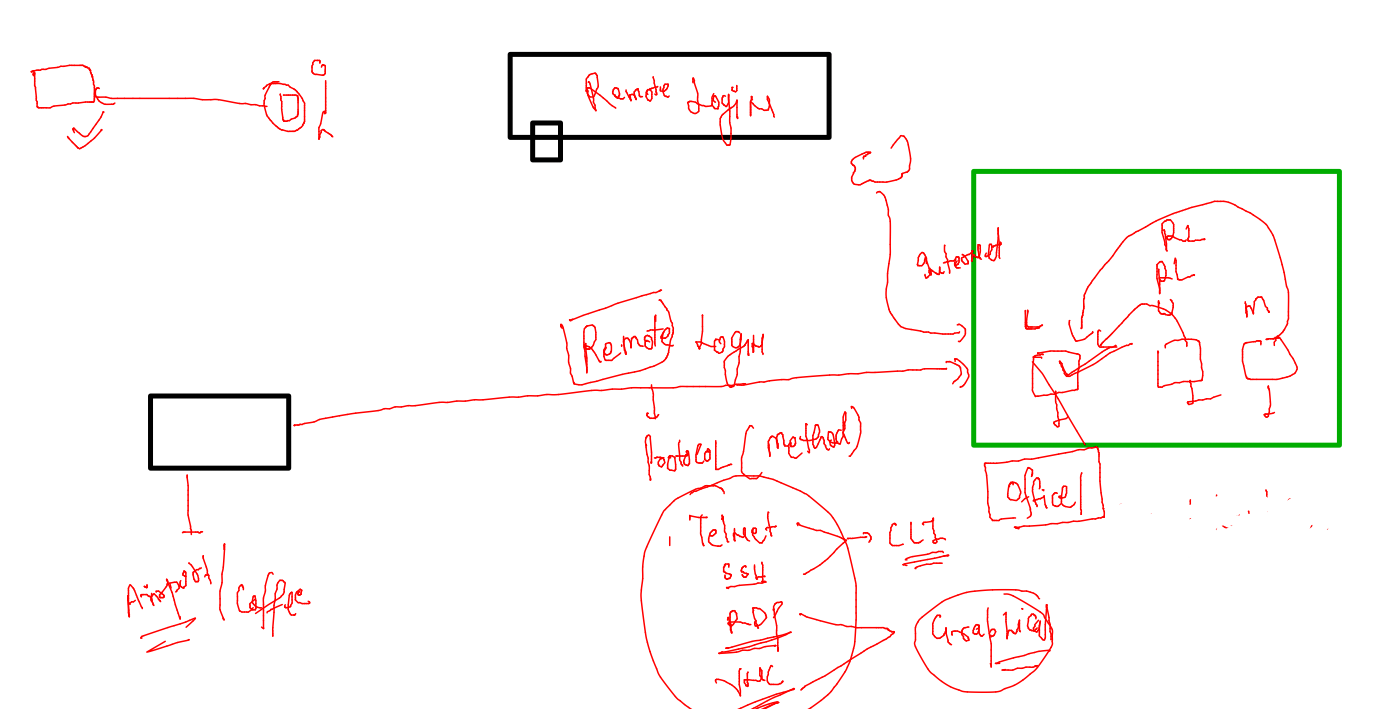 Remote Login
Internet
RL
RL
L
M
Remote Login
Protocol (method)
Office
Telnet
CLI
SSH
Airport/Coffee
RDP
Graphical
VNC